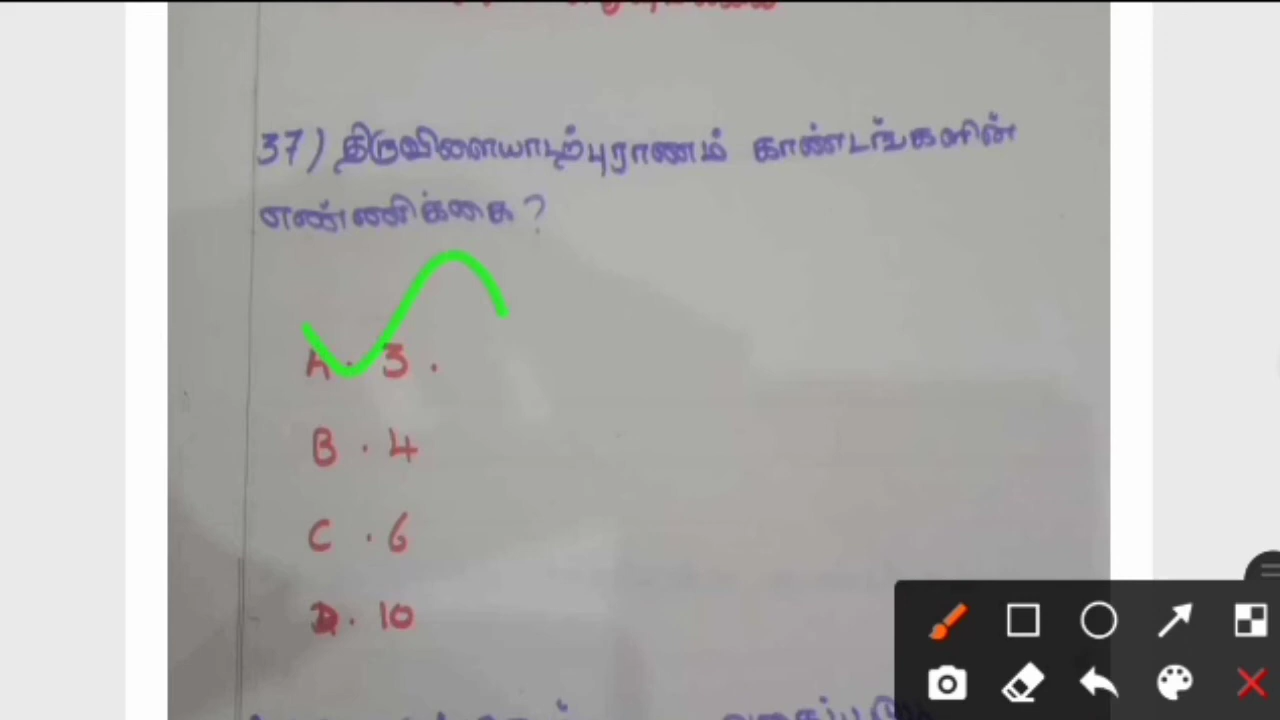 37) திருவிளையாடற்புராணம் காண்டங்களின்
எண்ணிக்கை ?
A . 3 .
B . 4
C . 6
D . 10